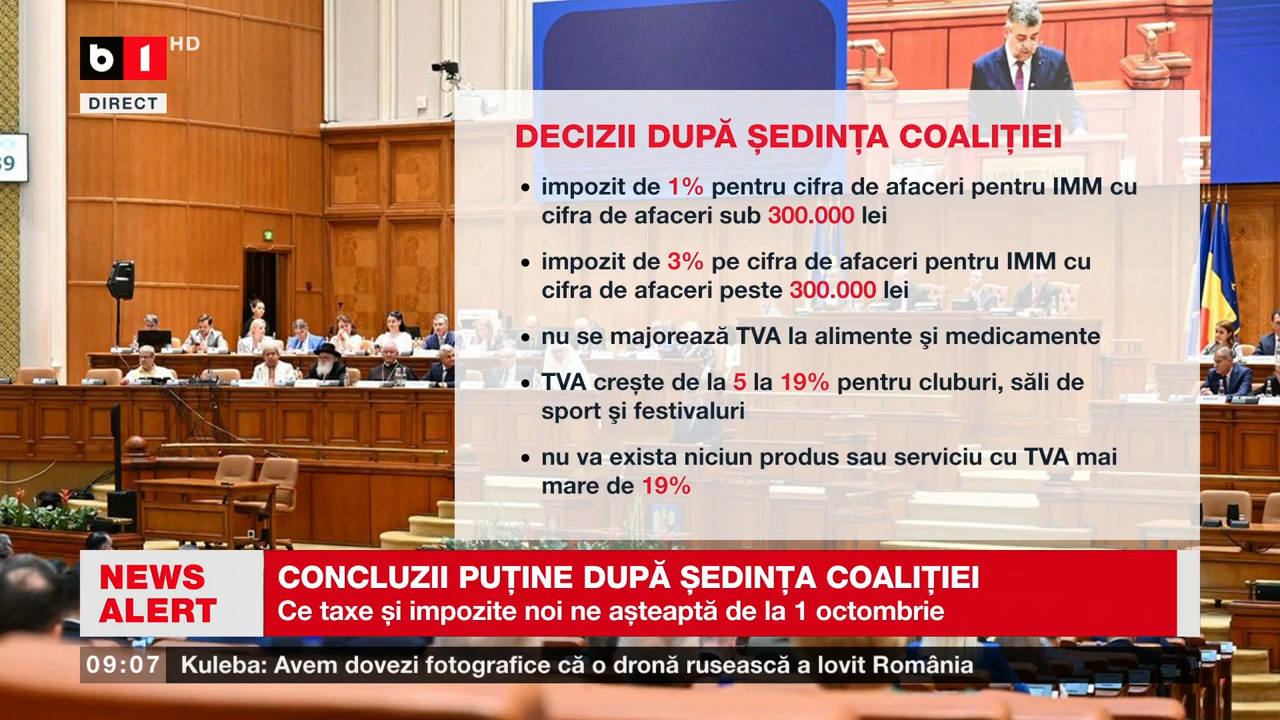 b1 HD
DIRECT
39
CAMERA DEPUTAȚILOR
DECIZII DUPĂ ȘEDINȚA COALIȚIEI
• impozit de 1% pentru cifra de afaceri pentru IMM cu
cifra de afaceri sub 300.000 lei
• impozit de 3% pe cifra de afaceri pentru IMM cu
cifra de afaceri peste 300.000 lei
• nu se majorează TVA la alimente şi medicamente
• TVA crește de la 5 la 19% pentru cluburi, săli de
sport şi festivaluri
• nu va exista niciun produs sau serviciu cu TVA mai
mare de 19%
NEWS
ALERT
CONCLUZII PUȚINE DUPĂ ȘEDINȚA COALIȚIEI
Ce taxe și impozite noi ne așteaptă de la 1 octombrie
09:07 Kuleba: Avem dovezi fotografice că o dronă rusească a lovit România